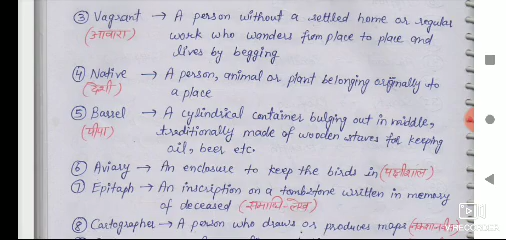 ③ Vagrant → A person without a settled home or regular
(आवारा) work who wanders from place to place and
lives by begging
④ Native → A person, animal or plant belonging originally to
(देशी) a place
⑤ Barrel → A cylindrical container bulging out in middle,
(पीपा) traditionally made of wooden staves for keeping
oil, beer etc.
⑥ Aviary → An enclosure to keep the birds in (पक्षीशाला)
⑦ Epitaph → An inscription on a tombstone written in memory
of deceased (समाधि-लेख)
⑧ Cartographer → A person who draws or produces maps